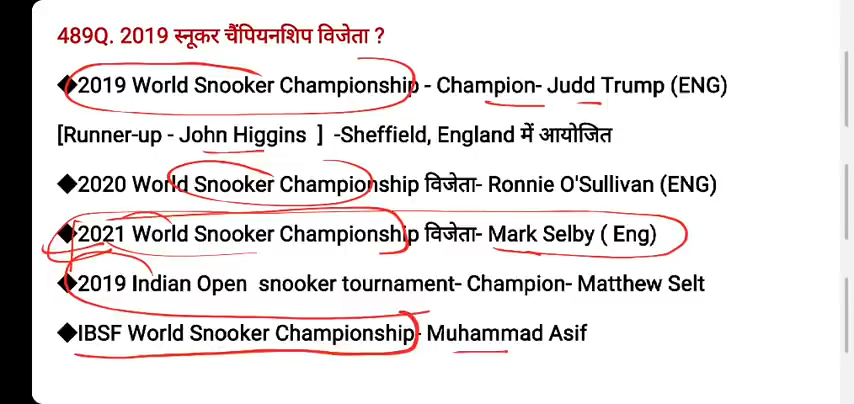 489Q. 2019 स्नूकर चैंपियनशिप विजेता ?
◆2019 World Snooker Championship - Champion- Judd Trump (ENG)
[Runner-up - John Higgins ] -Sheffield, England में आयोजित
◆2020 World Snooker Championship विजेता- Ronnie O'Sullivan (ENG)
◆2021 World Snooker Championship विजेता- Mark Selby ( Eng)
◆2019 Indian Open snooker tournament- Champion- Matthew Selt
◆IBSF World Snooker Championship- Muhammad Asif